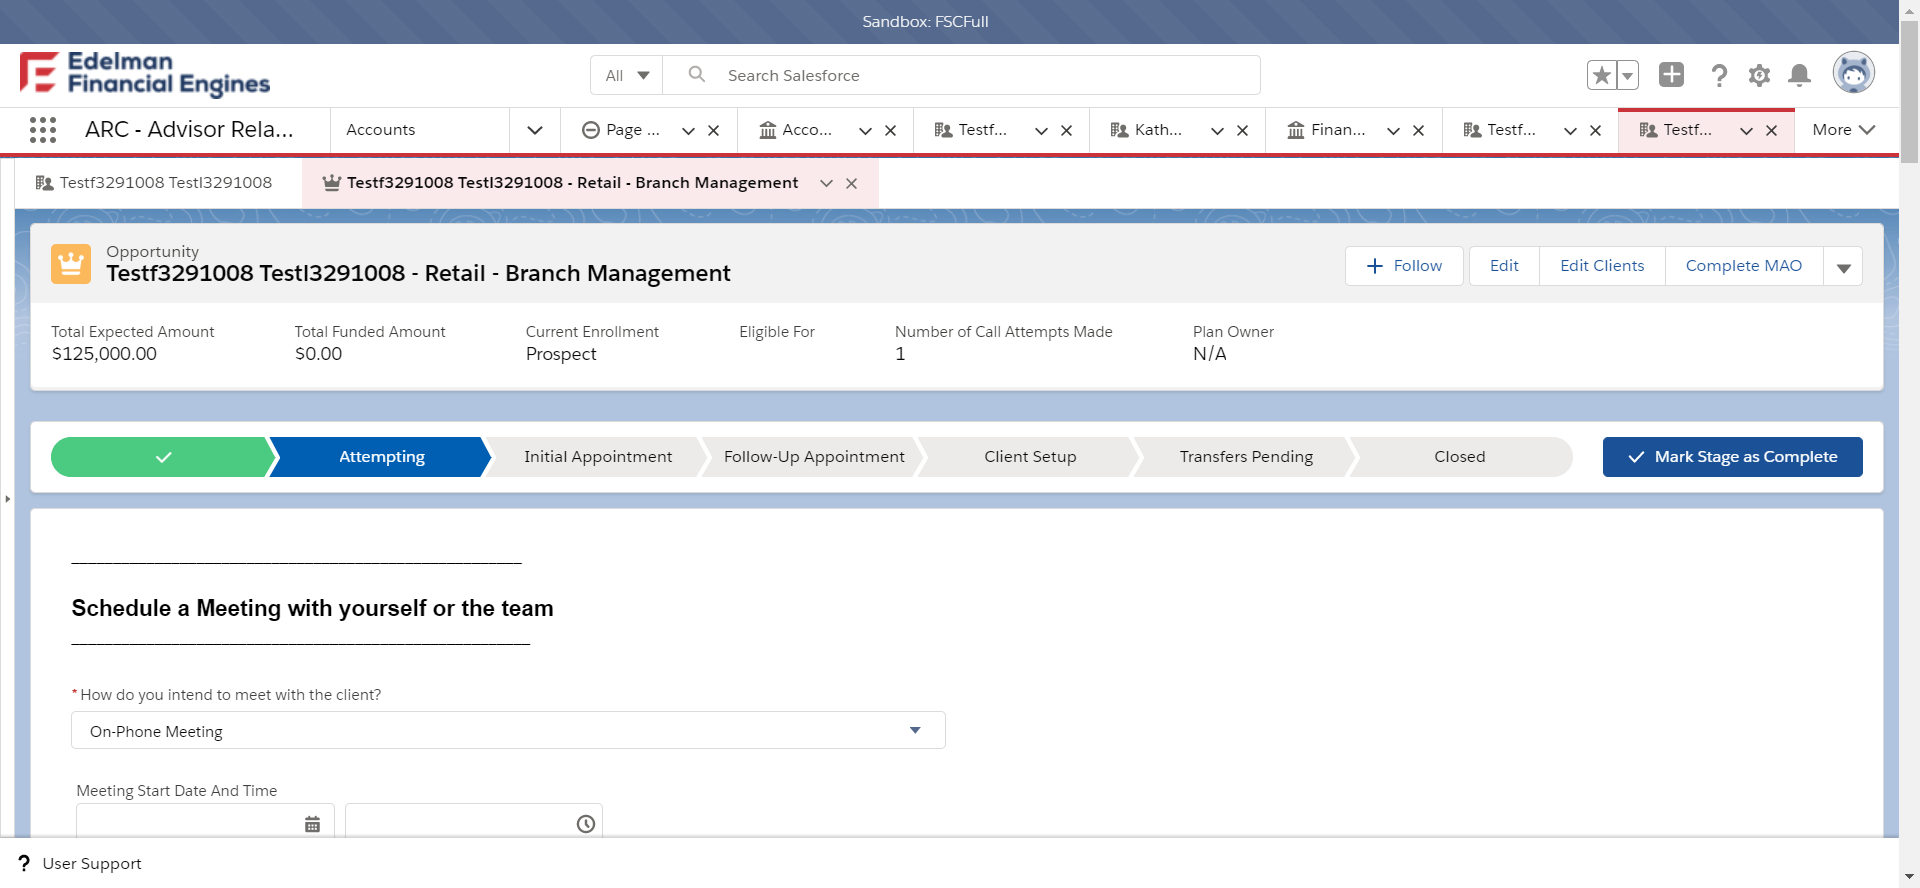 Sandbox: FSCFull
Edelman
Financial Engines
All
Search Salesforce
ARC - Advisor Rela...
Accounts
Page ...
Acco...
Testf...
Kath...
Finan...
Testf...
Testf...
More
Testf3291008 Testl3291008
Testf3291008 Testl3291008 - Retail - Branch Management
Opportunity
Testf3291008 Testl3291008 - Retail - Branch Management
Follow
Edit
Edit Clients
Complete MAO
Total Expected Amount
$125,000.00
Total Funded Amount
$0.00
Current Enrollment
Prospect
Eligible For
Number of Call Attempts Made
1
Plan Owner
N/A
Attempting
Initial Appointment
Follow-Up Appointment
Client Setup
Transfers Pending
Closed
Mark Stage as Complete
Schedule a Meeting with yourself or the team
* How do you intend to meet with the client?
On-Phone Meeting
Meeting Start Date And Time
? User Support